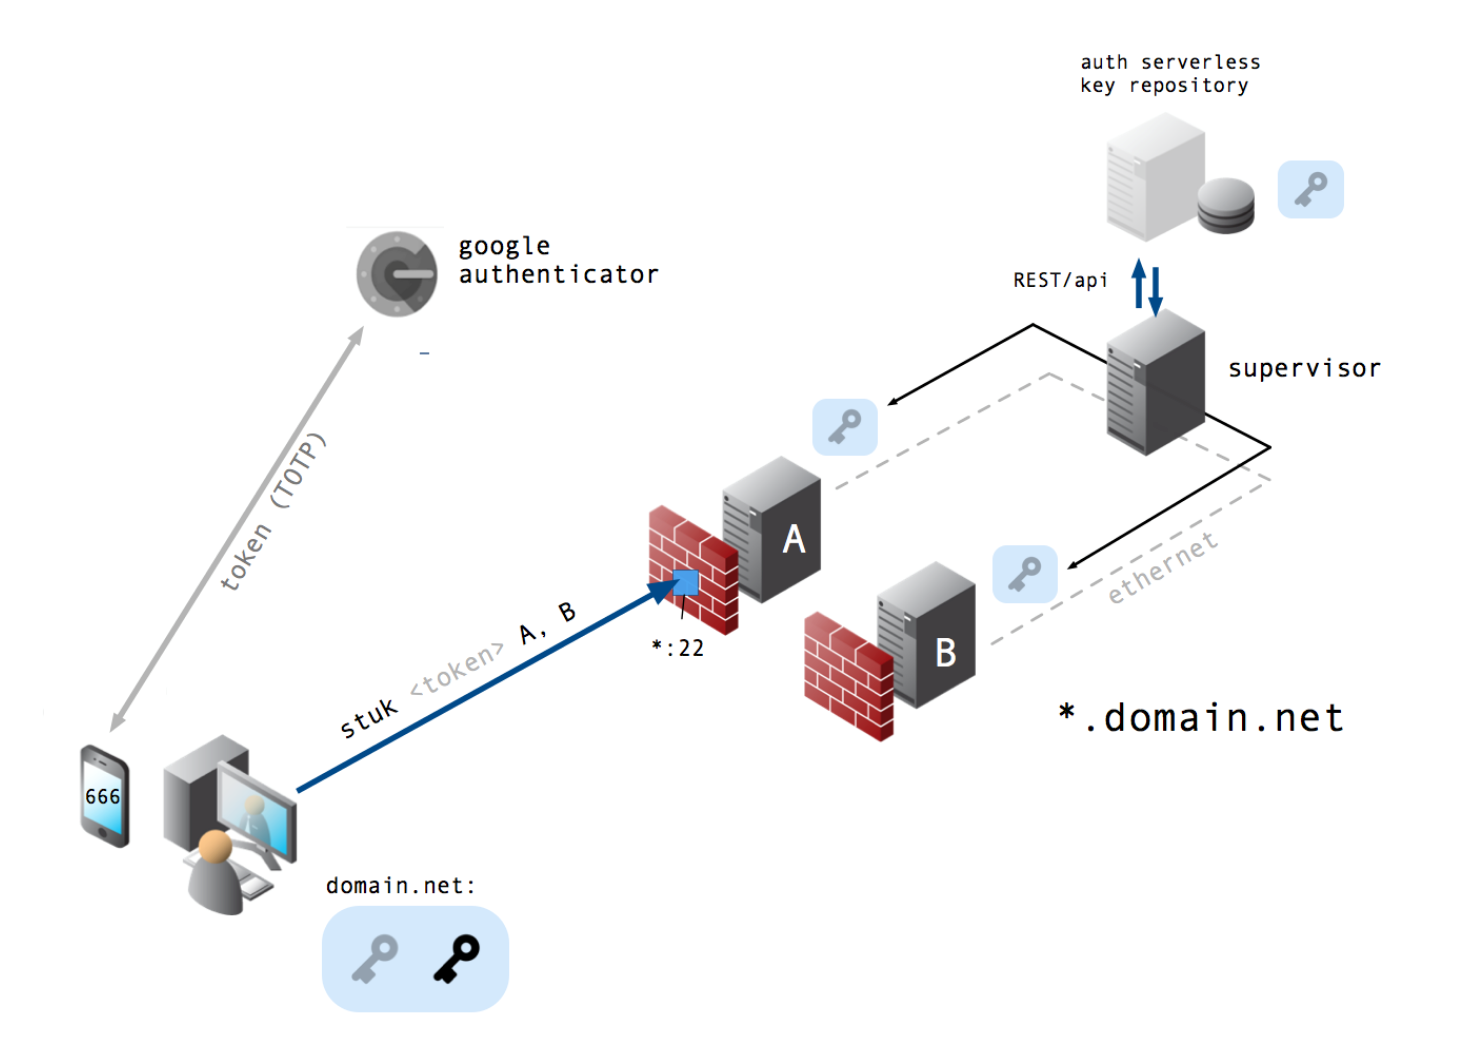 auth serverless
key repository
google
authenticator
REST/api
supervisor
token (TOTP)
A
ethernet
stuk <token> A, B
*:22
B
*.domain.net
666
domain.net: